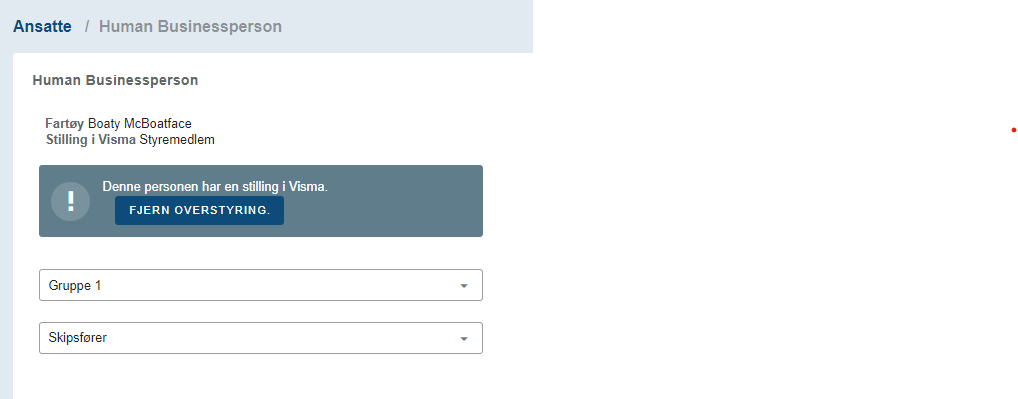 Ansatte / Human Businessperson
Human Businessperson
Fartøy Boaty McBoatface
Stilling i Visma Styremedlem
Denne personen har en stilling i Visma.
FJERN OVERSTYRING.
Gruppe 1
Skipsfører